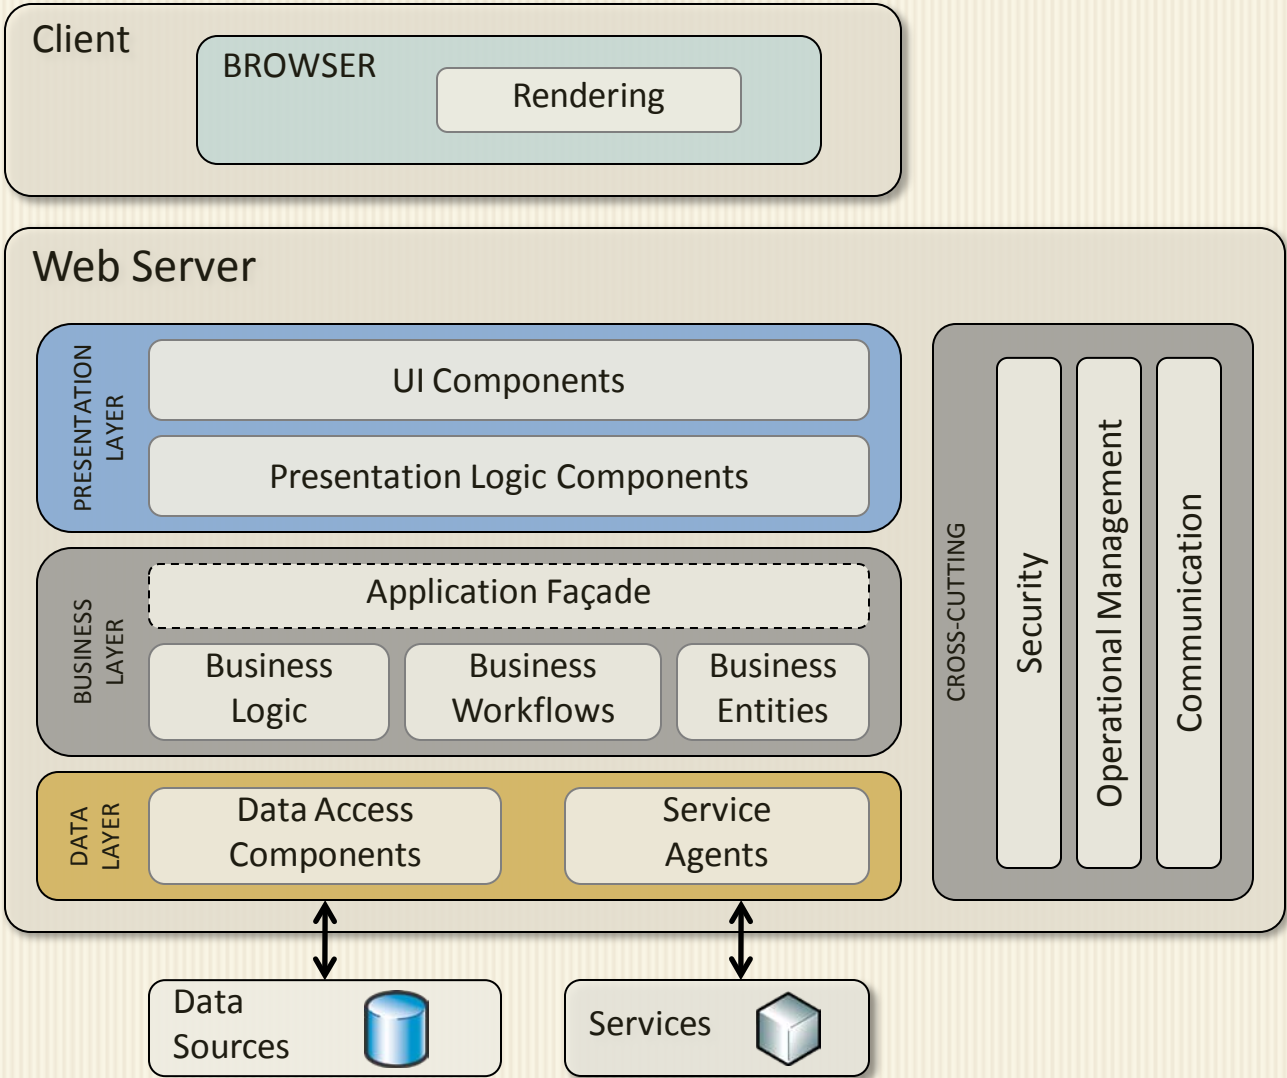 Client
BROWSER
Rendering
Web Server
PRESENTATION
LAYER
UI Components
Presentation Logic Components
BUSINESS
LAYER
Application Façade
Business
Logic
Business
Workflows
Business
Entities
DATA
LAYER
Data Access
Components
Service
Agents
CROSS-CUTTING
Security
Operational Management
Communication
Data
Sources
Services